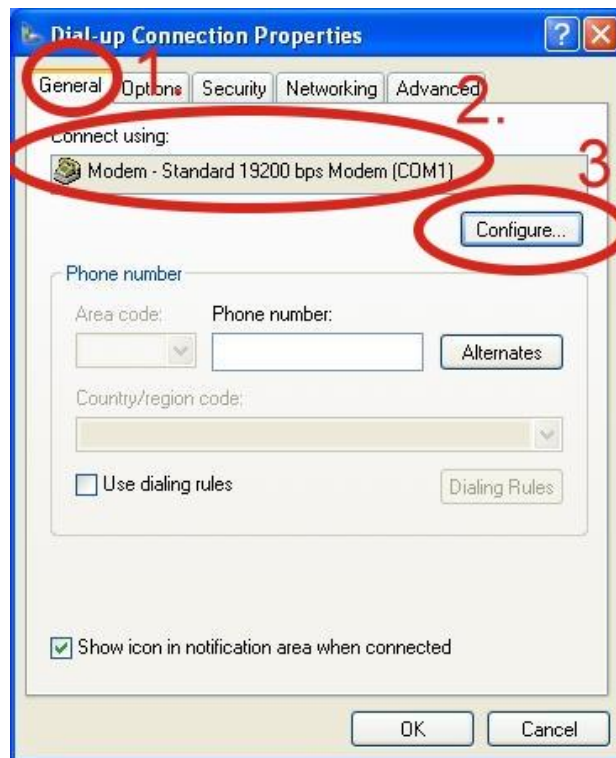 Dial-up Connection Properties
1.
General Options Security Networking Advanced
2.
Connect using:
Modem - Standard 19200 bps Modem (COM1)
3
Configure...
Phone number
Area code: Phone number:
Alternates
Country/region code:
Use dialing rules
Dialing Rules
Show icon in notification area when connected
OK Cancel